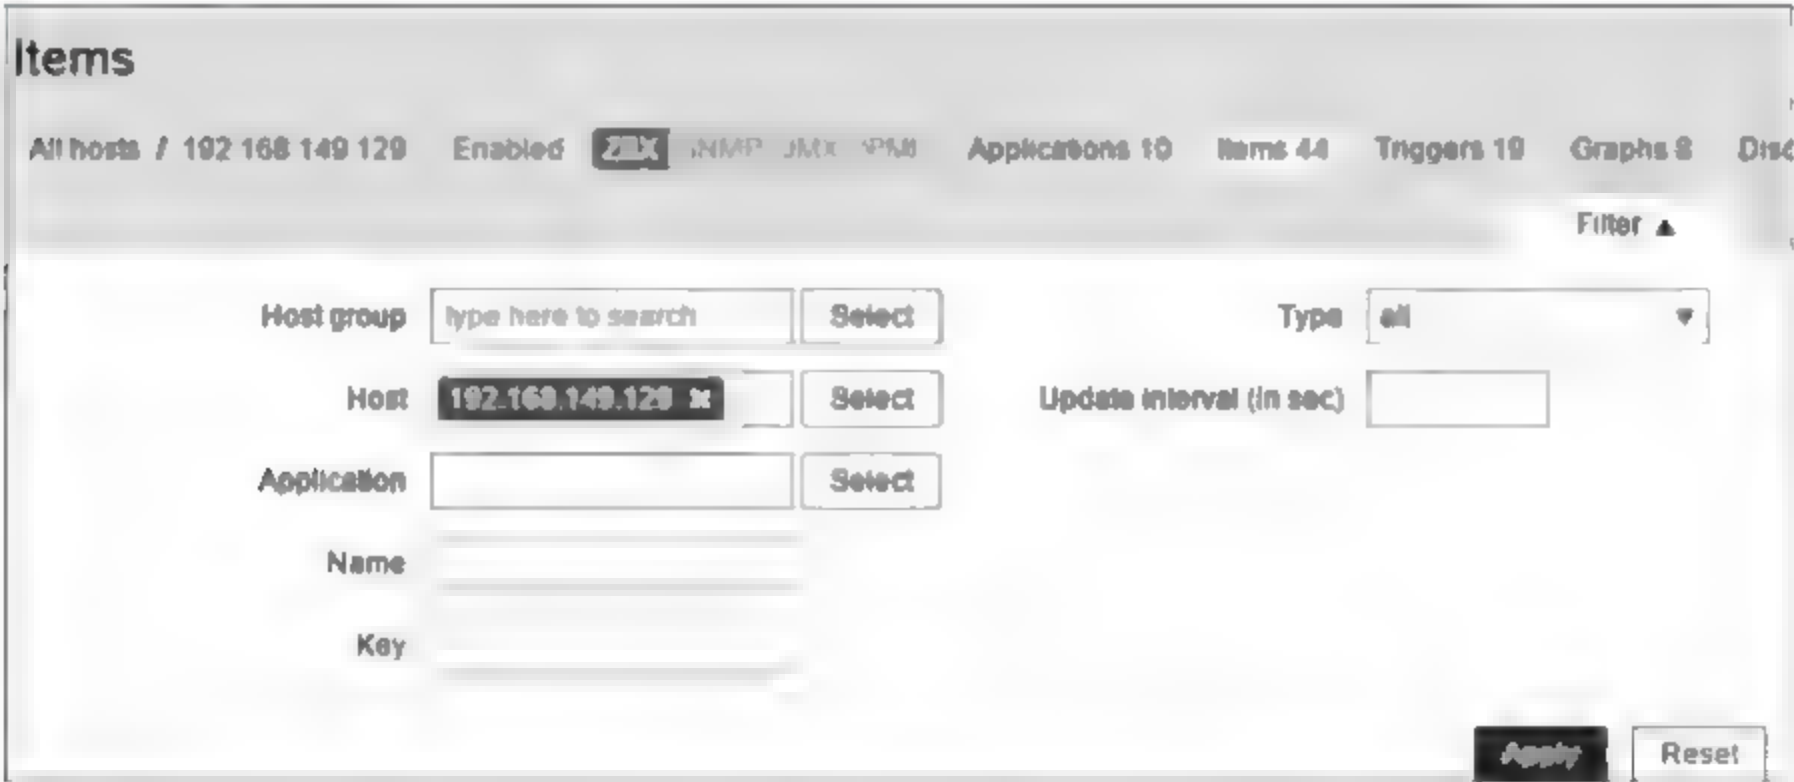 Items
All hosts / 192.168.149.129 Enabled ZBX SNMP JMX IPMI Applications 10 Items 44 Triggers 19 Graphs 8
Filter ▲
Host group type here to search Select Type all ▼
Host 192.168.149.129 × Select Update interval (in sec)
Application Select
Name
Key
Apply Reset